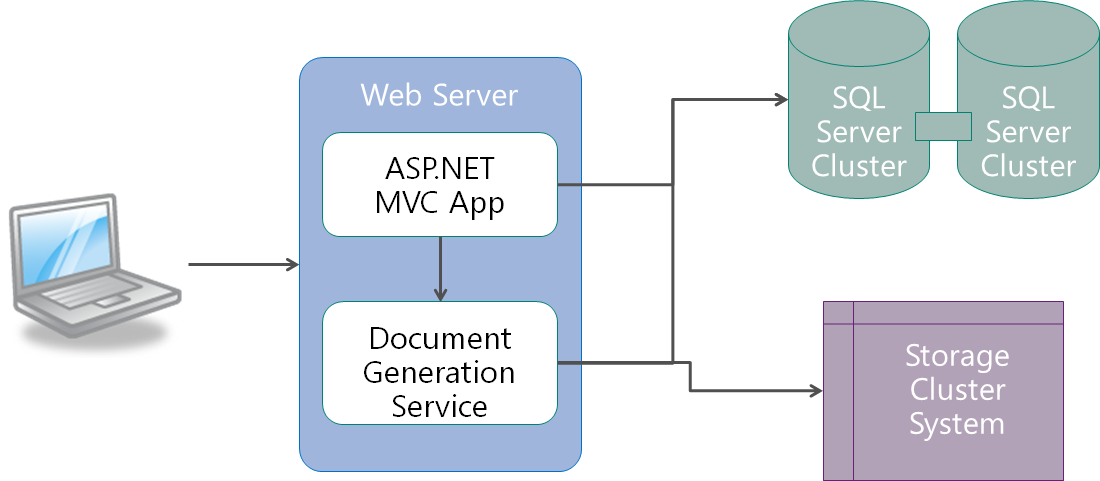 Web Server
ASP.NET
MVC App
Document
Generation
Service
SQL
Server
Cluster
SQL
Server
Cluster
Storage
Cluster
System